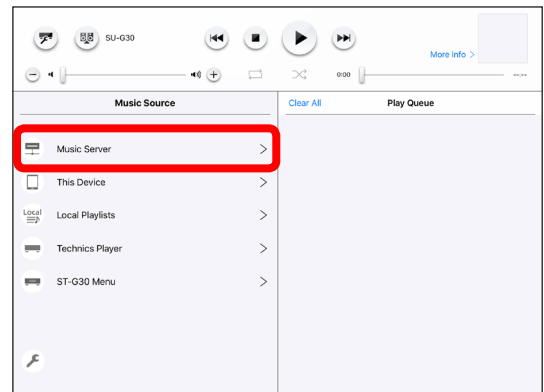 SU-G30
More info >
0:00
--:--
Music Source
Clear All
Play Queue
Music Server
This Device
Local
Local Playlists
Technics Player
ST-G30 Menu